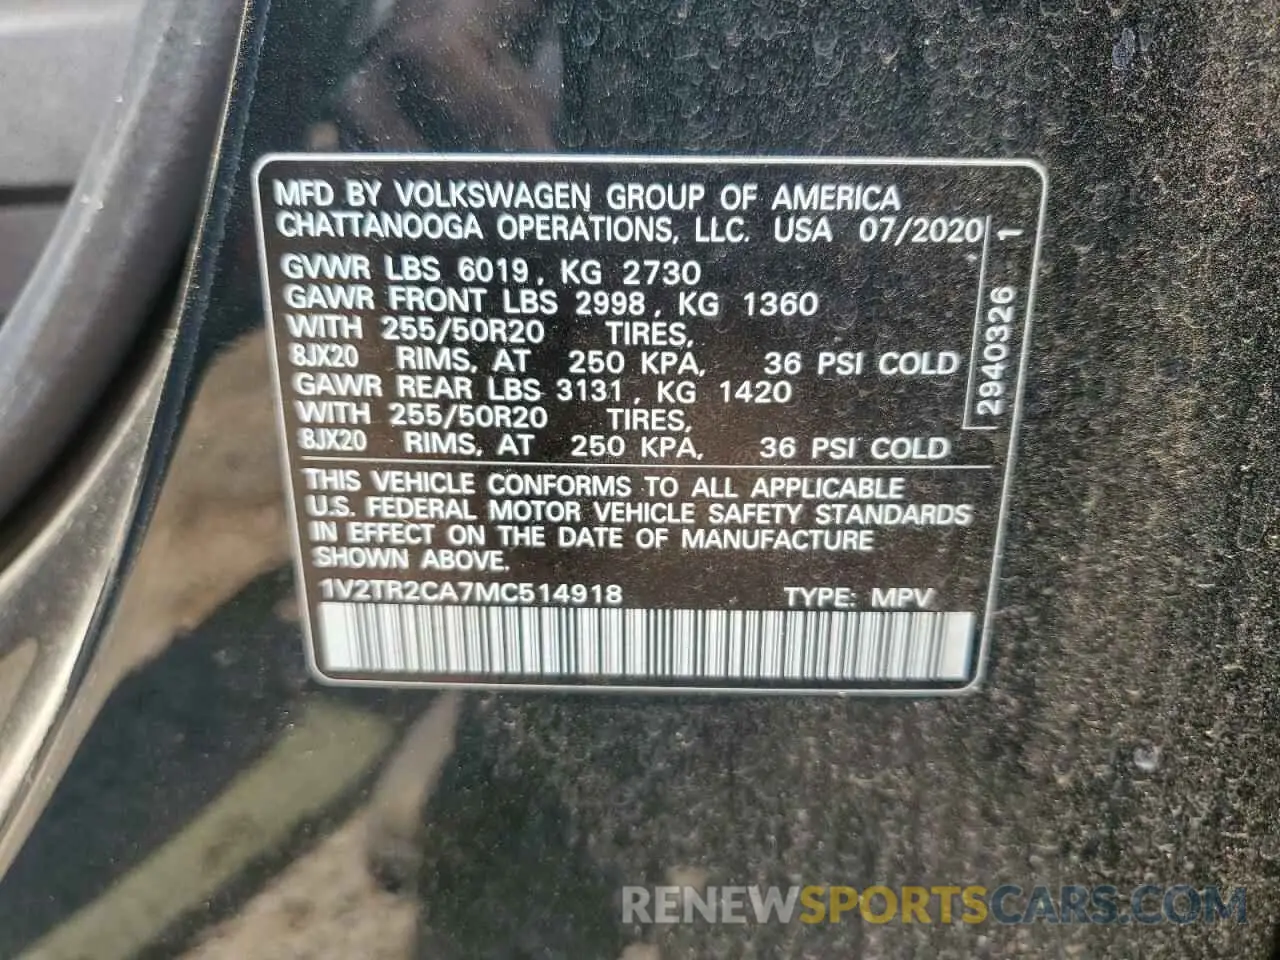 MFD BY VOLKSWAGEN GROUP OF AMERICA
CHATTANOOGA OPERATIONS, LLC. USA 07/2020
GVWR LBS 6019, KG 2730
GAWR FRONT LBS 2998, KG 1360
WITH 255/50R20 TIRES,
8JX20 RIMS, AT 250 KPA, 36 PSI COLD
GAWR REAR LBS 3131, KG 1420
WITH 255/50R20 TIRES,
8JX20 RIMS, AT 250 KPA, 36 PSI COLD
2940326 1
THIS VEHICLE CONFORMS TO ALL APPLICABLE
U.S. FEDERAL MOTOR VEHICLE SAFETY STANDARDS
IN EFFECT ON THE DATE OF MANUFACTURE
SHOWN ABOVE.
1V2TR2CA7MC514918 TYPE: MPV
RENEWSPORTSCARS.COM